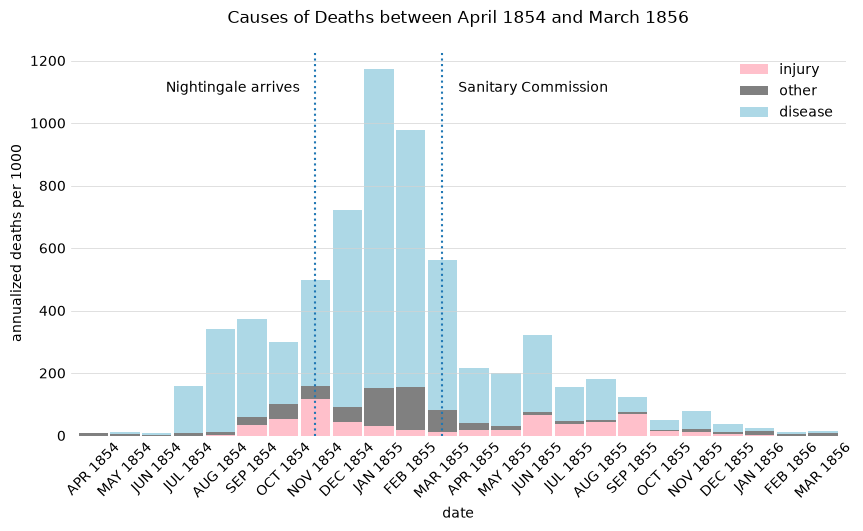 Causes of Deaths between April 1854 and March 1856
1200
1000
800
600
400
200
0
annualized deaths per 1000
Nightingale arrives
Sanitary Commission
injury
other
disease
APR 1854
MAY 1854
JUN 1854
JUL 1854
AUG 1854
SEP 1854
OCT 1854
NOV 1854
DEC 1854
JAN 1855
FEB 1855
MAR 1855
APR 1855
MAY 1855
JUN 1855
JUL 1855
AUG 1855
SEP 1855
OCT 1855
NOV 1855
DEC 1855
JAN 1856
FEB 1856
MAR 1856
date